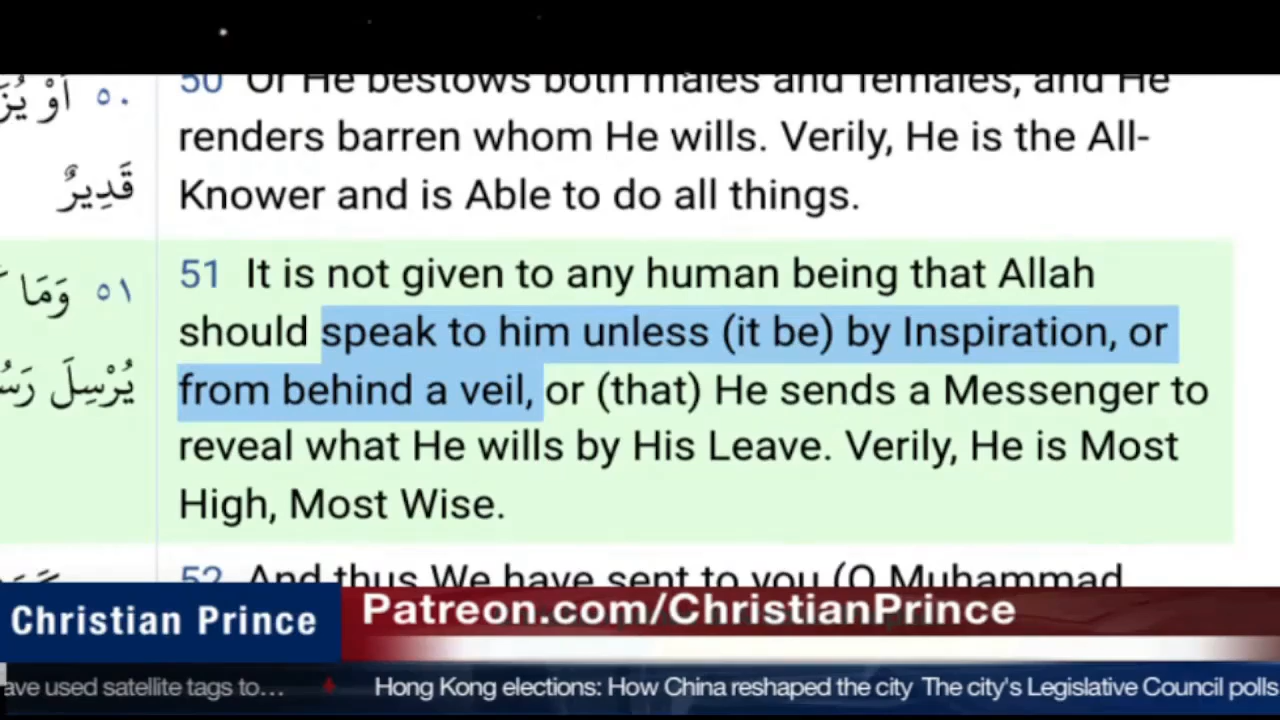 50 Or He bestows both males and females, and He
renders barren whom He wills. Verily, He is the All-
Knower and is Able to do all things.
٥٠ أَوْ
قَدِيرٌ
51 It is not given to any human being that Allah
should speak to him unless (it be) by Inspiration, or
from behind a veil, or (that) He sends a Messenger to
reveal what He wills by His Leave. Verily, He is Most
High, Most Wise.
٥١ وَمَا
يُرْسِلَ
52 And thus We have sent to you (O Muhammad
Christian Prince
Patreon.com/ChristianPrince
ave used satellite tags to... Hong Kong elections: How China reshaped the city The city's Legislative Council polls